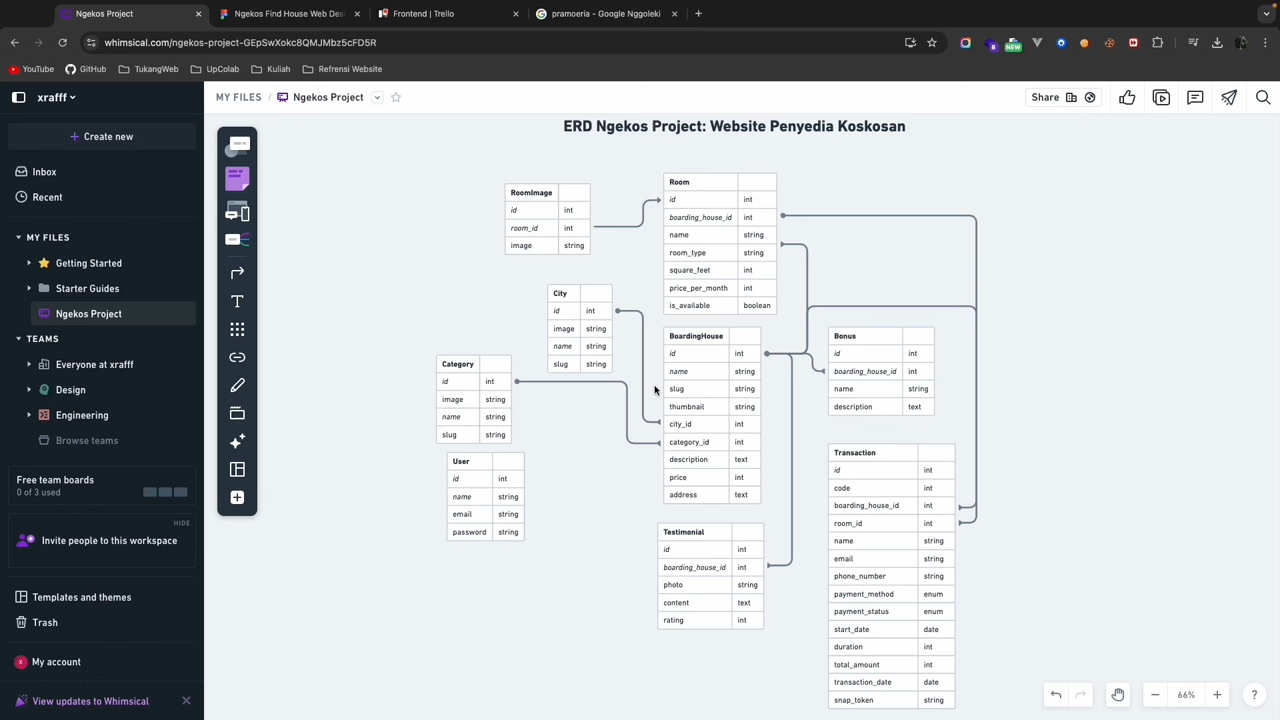 Ngekos Project
Ngekos Find House Web Des
Frontend | Trello
pramoeria - Google Nggoleki
whimsical.com/ngekos-project-GEpSwXokc8QMJMbz5cFD5R
NEW
YouTube
GitHub
TukangWeb
UpColab
Kuliah
Refrensi Website
xrafff
MY FILES / Ngekos Project
Share
Create new
Inbox
Recent
MY FILES
Getting Started
Starter Guides
Ngekos Project
TEAMS
Everyone at xrafff
Design
Engineering
Browse teams
Free team boards
0 of 3 used
HIDE
Invite people to this workspace
Templates and themes
Trash
My account
View updates to Whimsical
ERD Ngekos Project: Website Penyedia Koskosan
RoomImage
id int
room_id int
image string
Room
id int
boarding_house_id int
name string
room_type string
square_feet int
price_per_month int
is_available boolean
City
id int
image string
name string
slug string
Category
id int
image string
name string
slug string
BoardingHouse
id int
name string
slug string
thumbnail string
city_id int
category_id int
description text
price int
address text
Bonus
id int
boarding_house_id int
name string
description text
User
id int
name string
email string
password string
Testimonial
id int
boarding_house_id int
photo string
content text
rating int
Transaction
id int
code int
boarding_house_id int
room_id int
name string
email string
phone_number string
payment_method enum
payment_status enum
start_date date
duration int
total_amount int
transaction_date date
snap_token string
66%